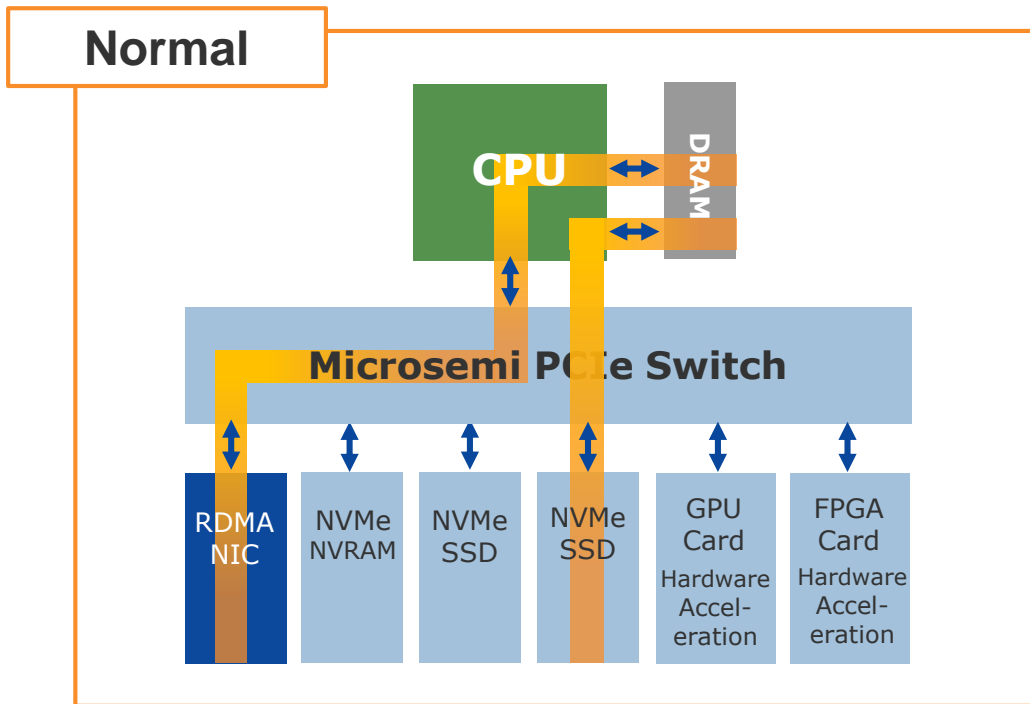 Normal
CPU
DRAM
Microsemi PCIe Switch
RDMA
NIC
NVMe
NVRAM
NVMe
SSD
NVMe
SSD
GPU
Card
Hardware
Accel-
eration
FPGA
Card
Hardware
Accel-
eration